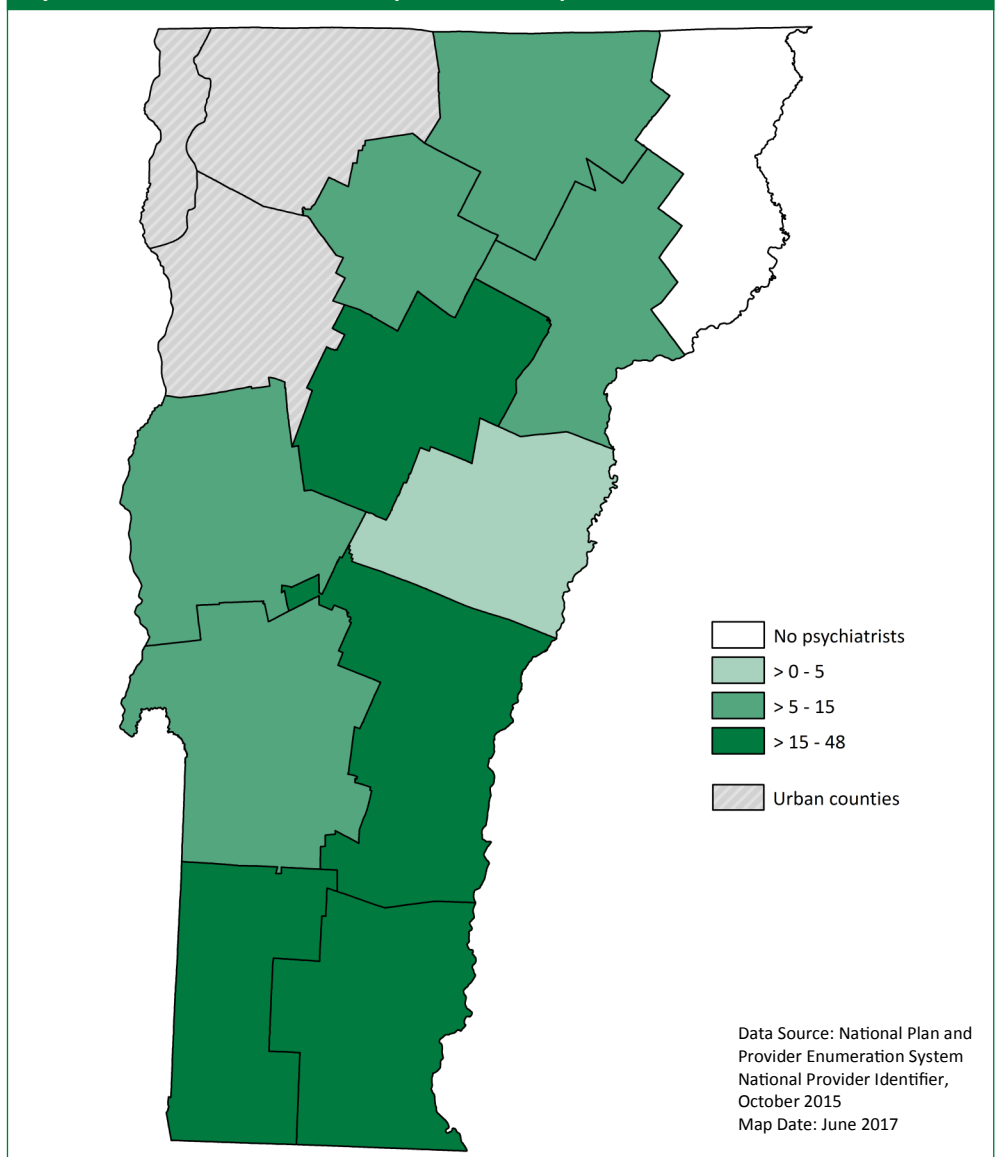 No psychiatrists
> 0 - 5
> 5 - 15
> 15 - 48
Urban counties
Data Source: National Plan and
Provider Enumeration System
National Provider Identifier,
October 2015
Map Date: June 2017